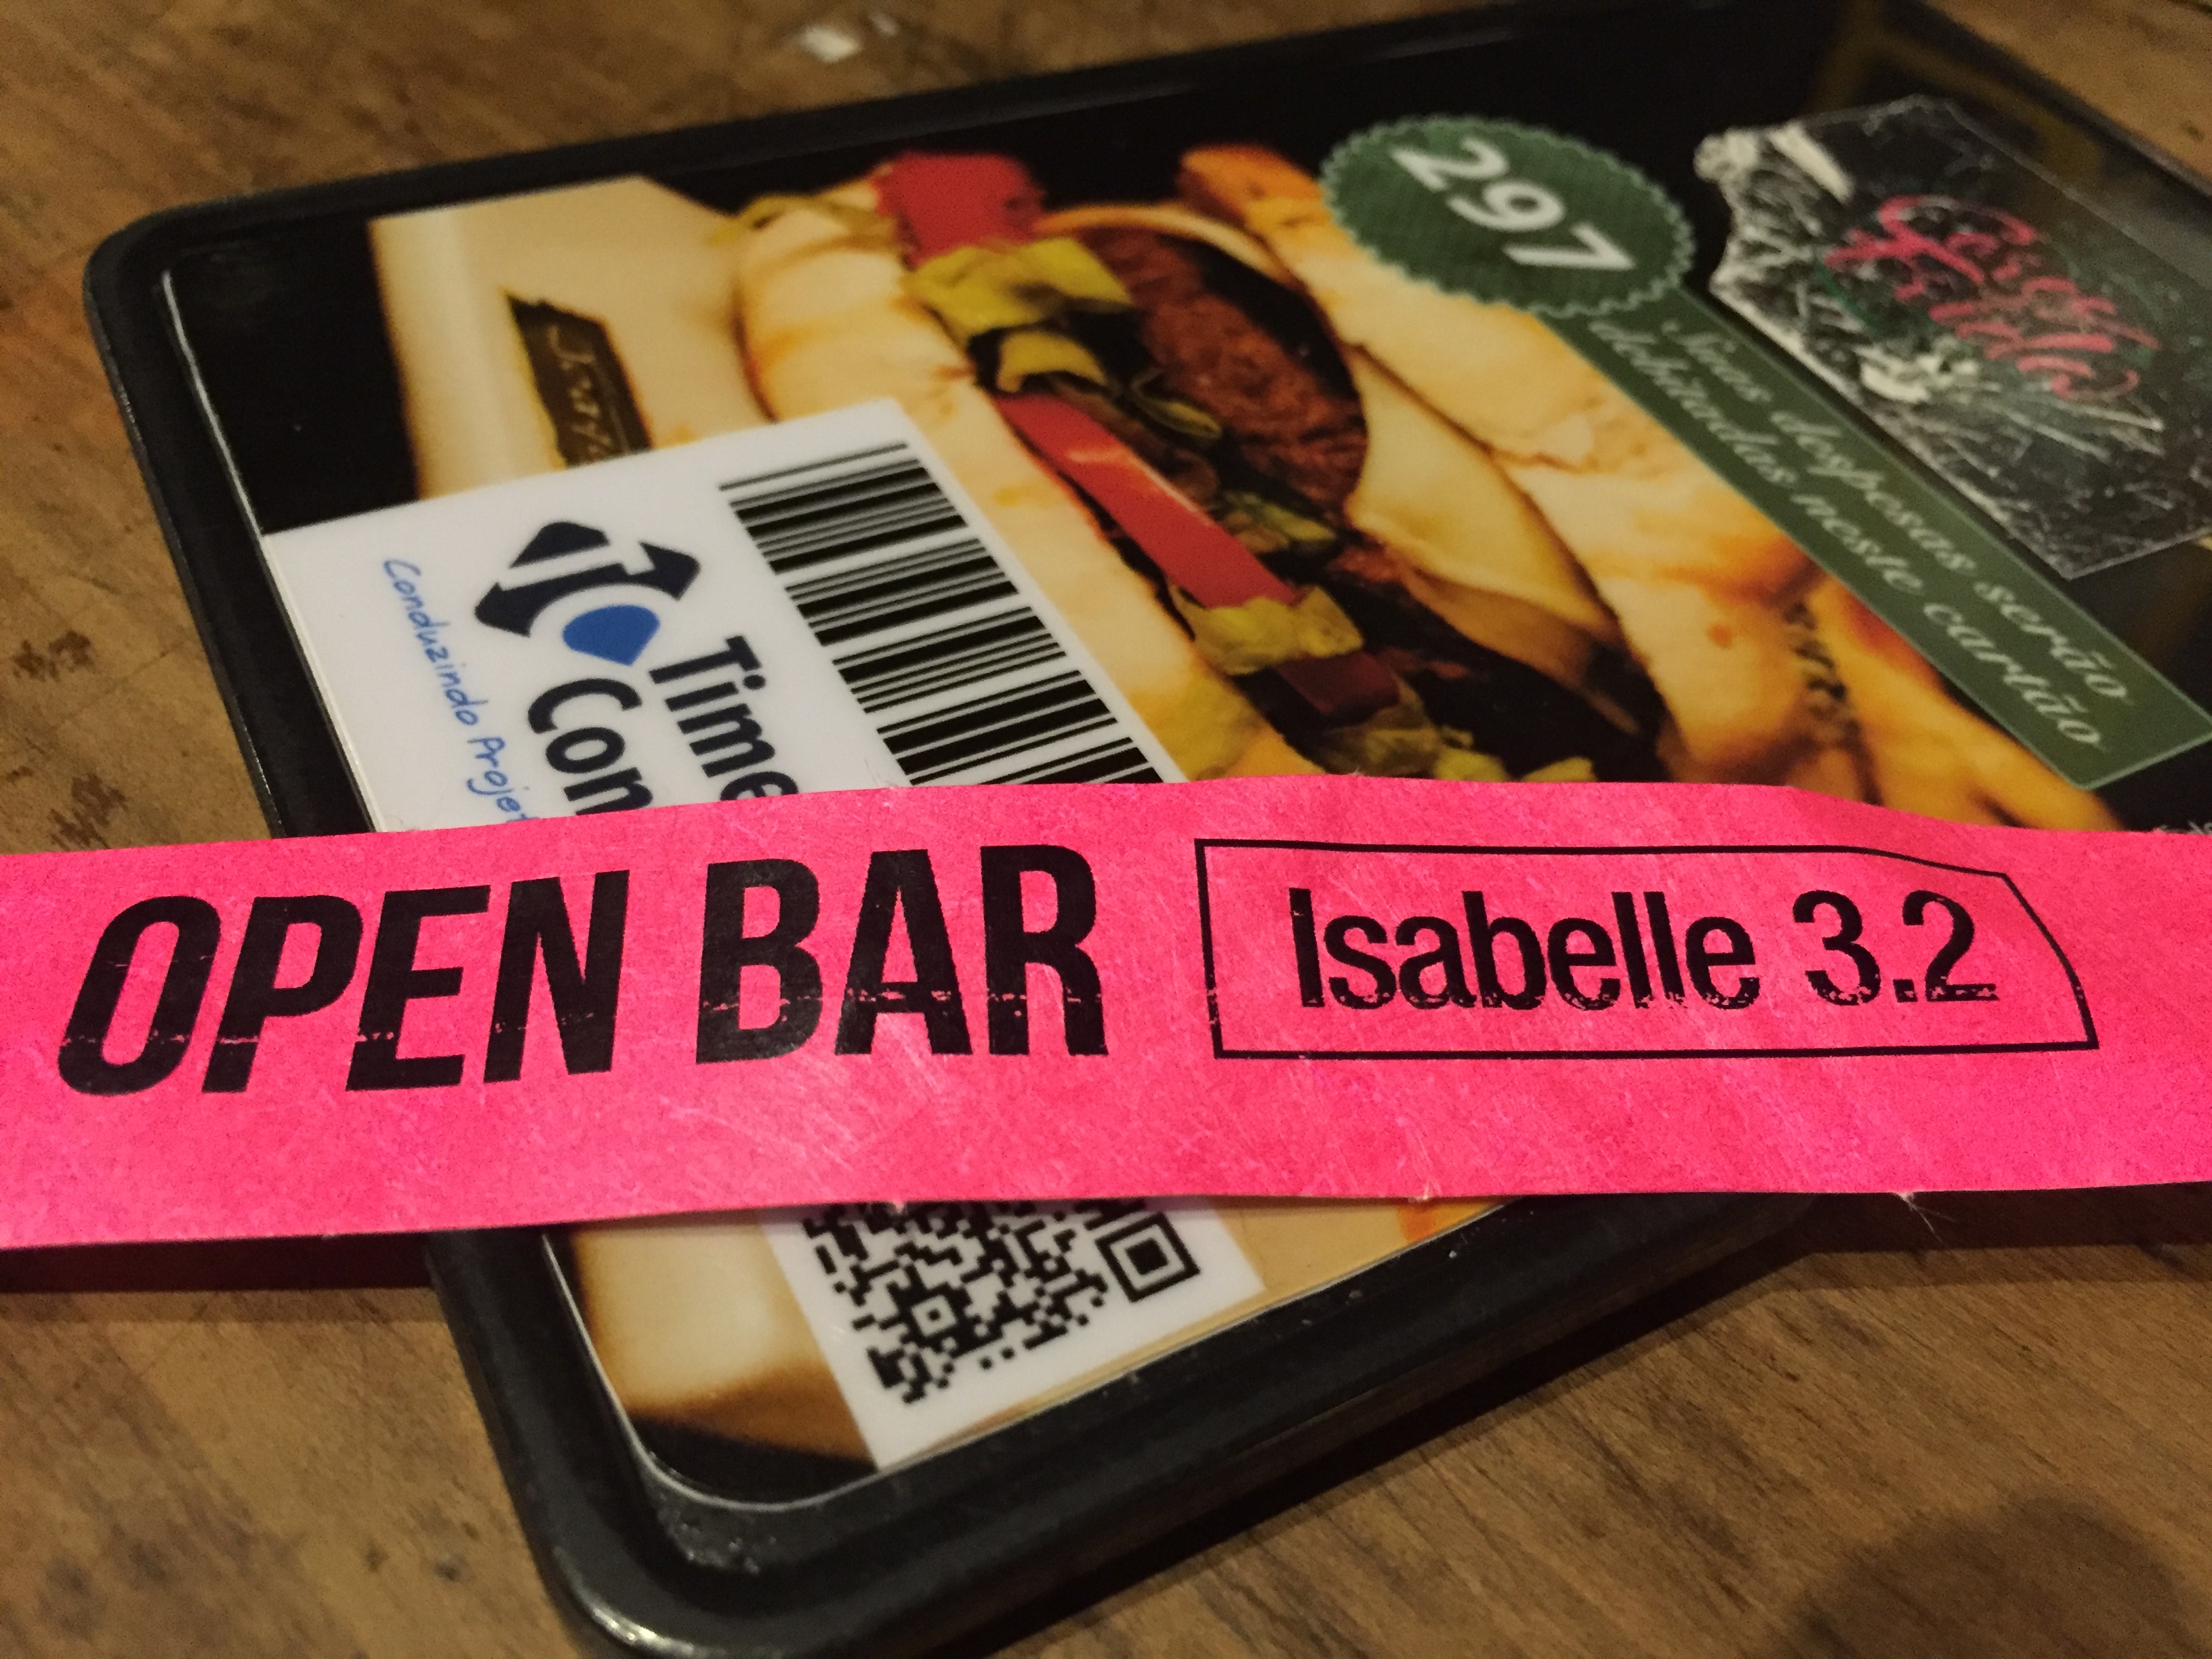 297
Suas despesas serão
debitadas neste cartão
Time
Con
Conduzindo Projet
OPEN BAR
Isabelle 3.2